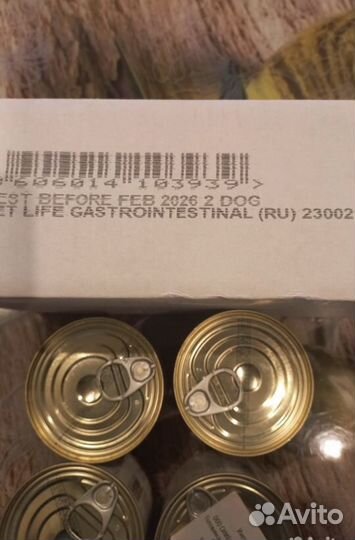 606014 103939 >
EST BEFORE FEB 2026 2 DOG
ET LIFE GASTROINTESTINAL (RU) 23002
Avito